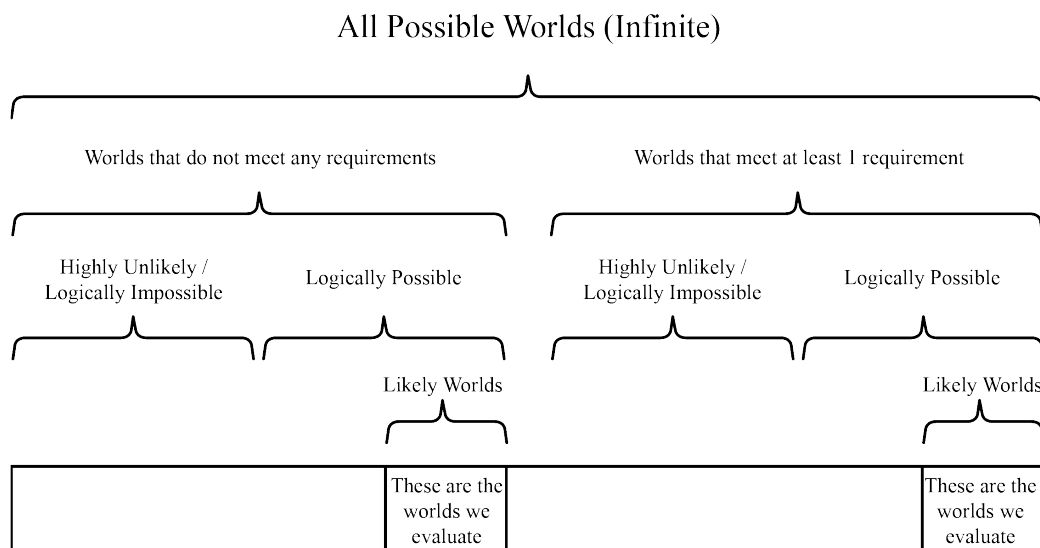 All Possible Worlds (Infinite)
Worlds that do not meet any requirements
Worlds that meet at least 1 requirement
Highly Unlikely /
Logically Impossible
Logically Possible
Highly Unlikely /
Logically Impossible
Logically Possible
Likely Worlds
Likely Worlds
These are the
worlds we
evaluate
These are the
worlds we
evaluate